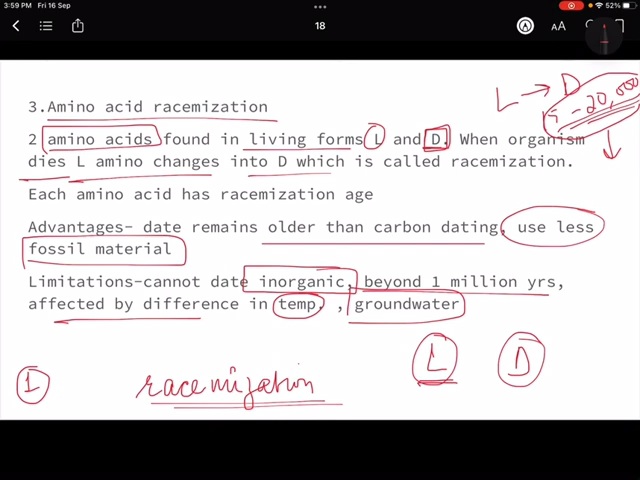 3:59 PM Fri 16 Sep
52%
18
AA
3.Amino acid racemization
2 amino acids found in living forms L and D. When organism
dies L amino changes into D which is called racemization.
Each amino acid has racemization age
Advantages- date remains older than carbon dating, use less
fossil material
Limitations-cannot date inorganic, beyond 1 million yrs,
affected by difference in temp, , groundwater
L → D
20,000
L D
1 racemization